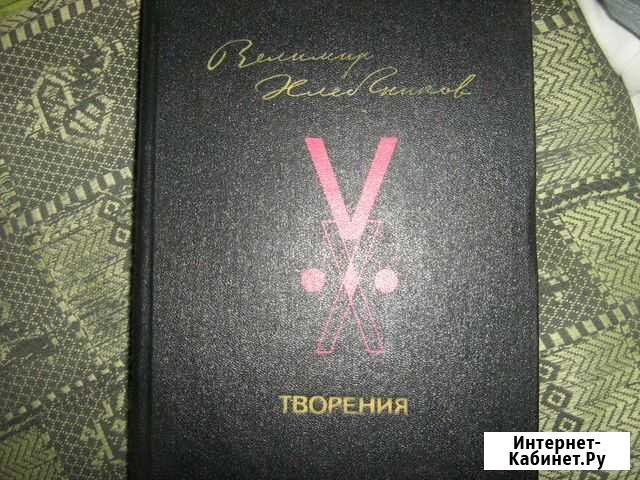 Велимир
Хлебников
V
X
ТВОРЕНИЯ
Интернет-
Кабинет.Ру